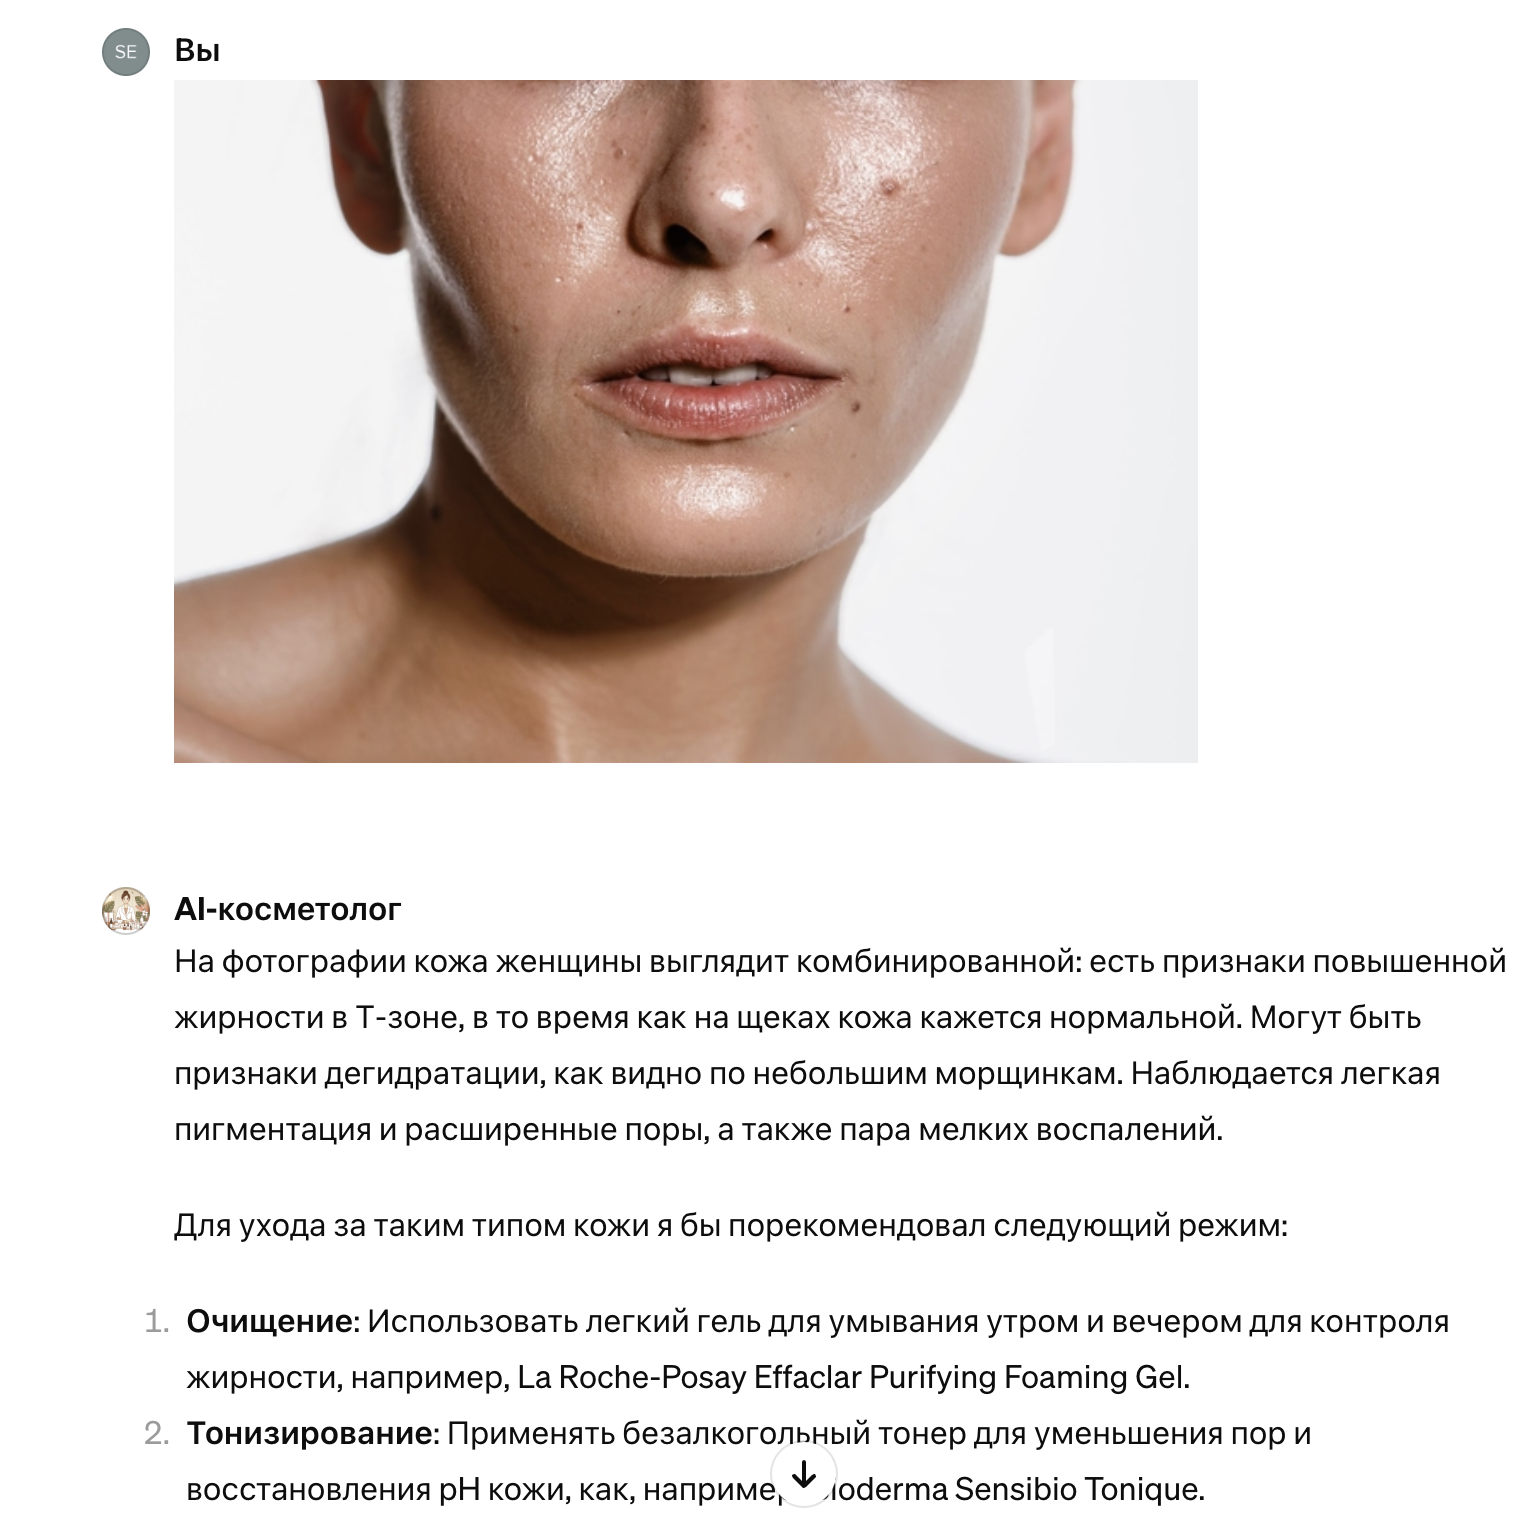 SE
Вы
AI-косметолог
На фотографии кожа женщины выглядит комбинированной: есть признаки повышенной
жирности в Т-зоне, в то время как на щеках кожа кажется нормальной. Могут быть
признаки дегидратации, как видно по небольшим морщинкам. Наблюдается легкая
пигментация и расширенные поры, а также пара мелких воспалений.
Для ухода за таким типом кожи я бы порекомендовал следующий режим:
1. Очищение: Использовать легкий гель для умывания утром и вечером для контроля
жирности, например, La Roche-Posay Effaclar Purifying Foaming Gel.
2. Тонизирование: Применять безалкогольный тонер для уменьшения пор и
восстановления pH кожи, как, Sensibio Tonique.